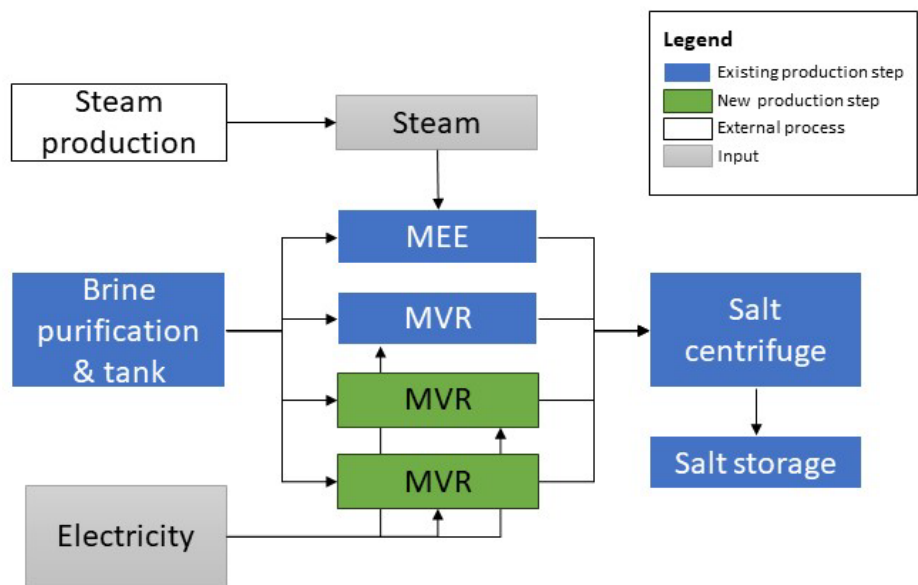 Legend
Existing production step
New production step
External process
Input
Steam
production
Steam
MEE
Brine
purification
& tank
MVR
Salt
centrifuge
MVR
MVR
Salt storage
Electricity